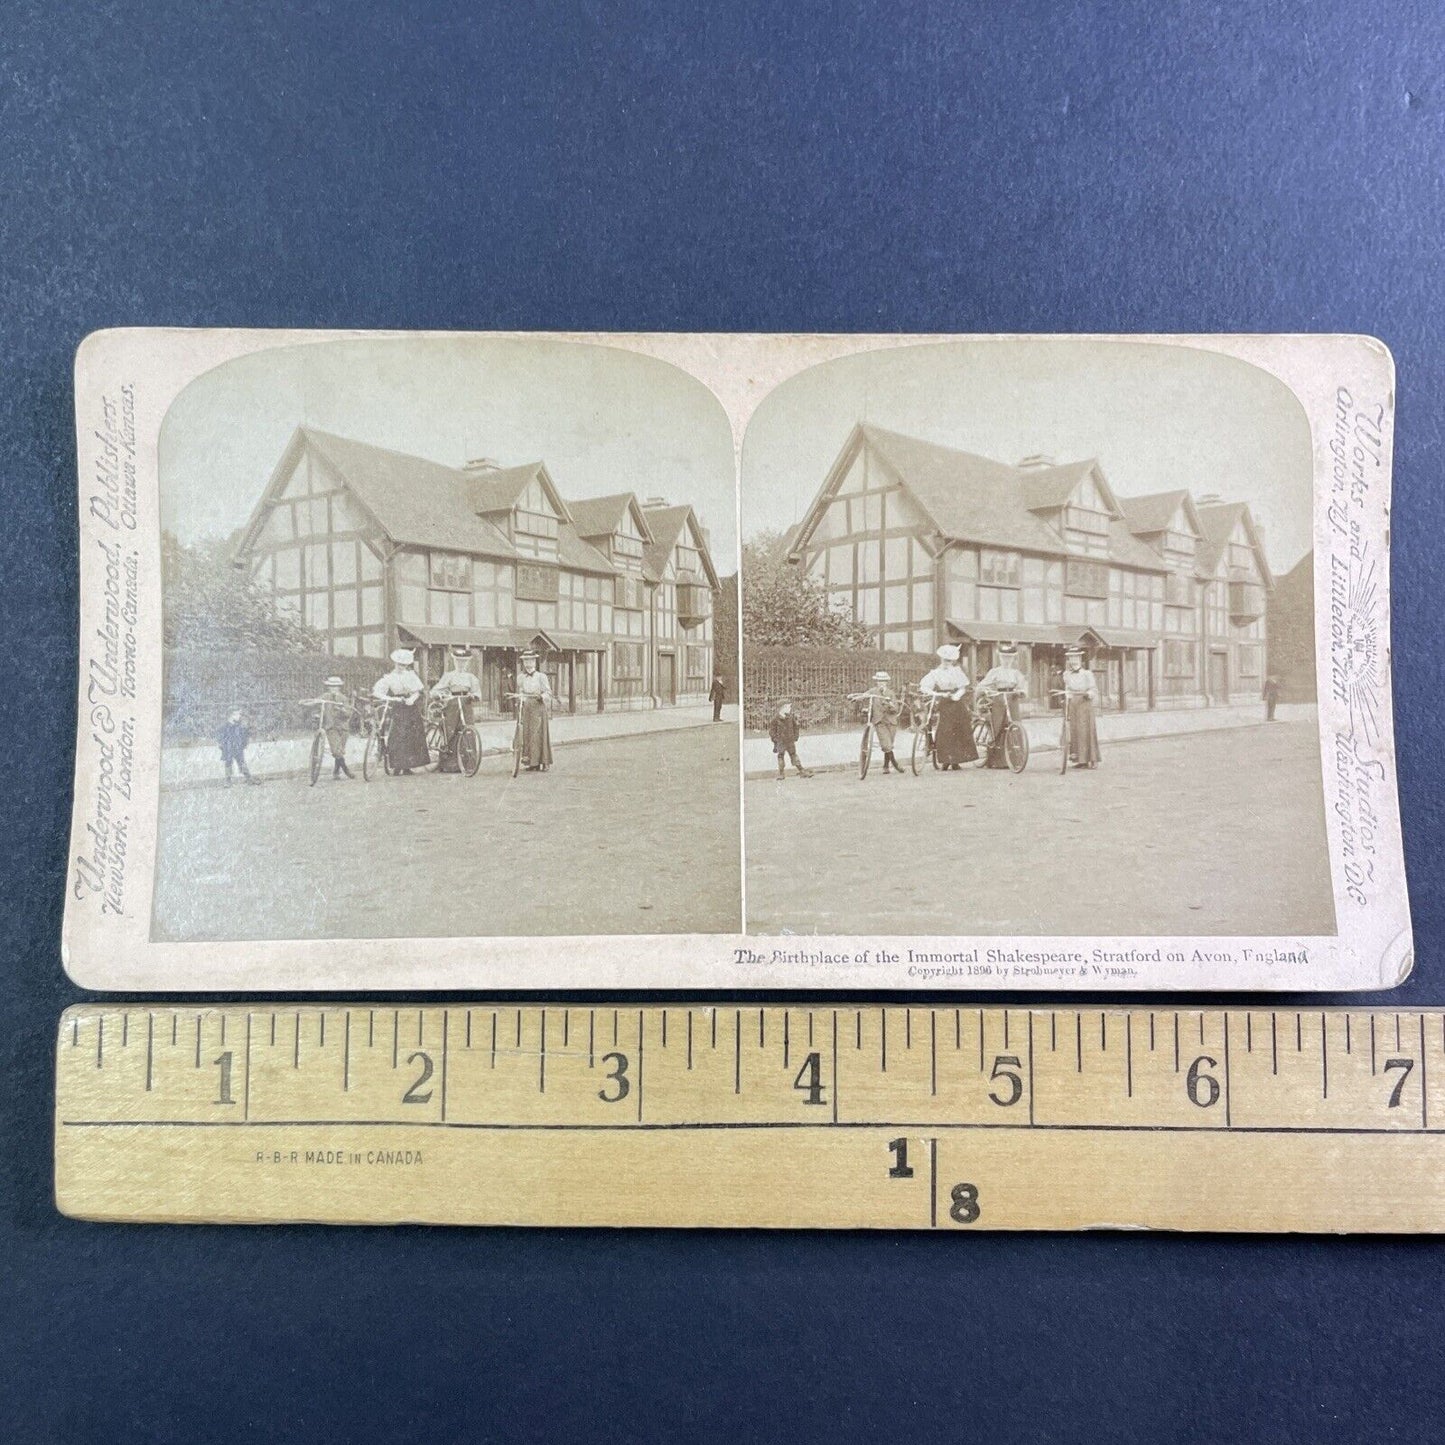 Underwood & Underwood, Publishers.
New York, London, Toronto-Canada, Ottawa-Kansas.
Works and Studios
Arlington, N.J. Littleton, N.H. Washington, D.C.
The Birthplace of the Immortal Shakespeare, Stratford on Avon, England
Copyright 1896 by Strohmeyer & Wyman.
1 2 3 4 5 6 7
R-B-R MADE IN CANADA
1
8